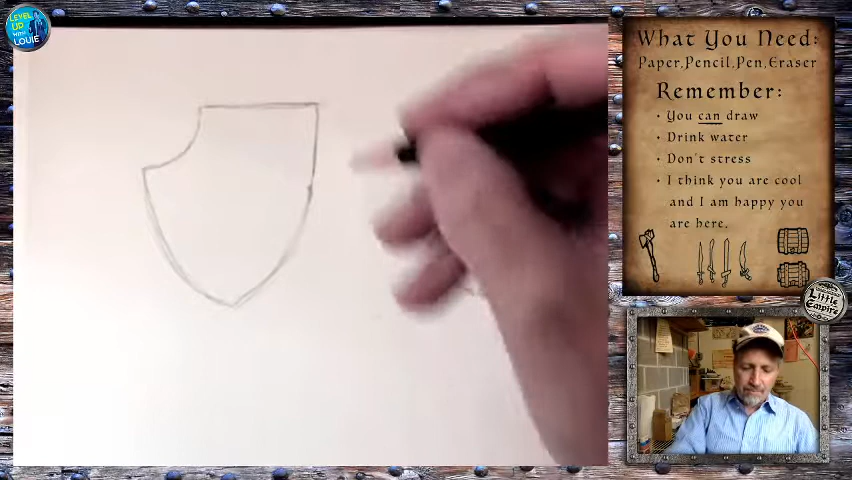 LEVEL
UP
WITH
LOUIE
What You Need:
Paper,Pencil,Pen,Eraser
Remember:
• You can draw
• Drink water
• Don't stress
• I think you are cool
and I am happy you
are here.
Little
Empire